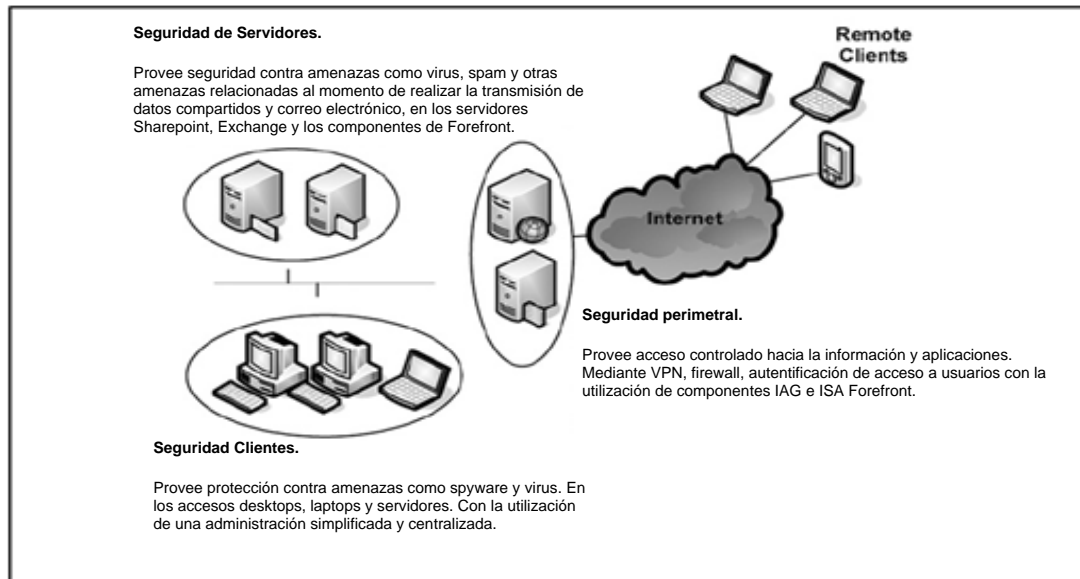 Seguridad de Servidores.
Provee seguridad contra amenazas como virus, spam y otras
amenazas relacionadas al momento de realizar la transmisión de
datos compartidos y correo electrónico, en los servidores
Sharepoint, Exchange y los componentes de Forefront.
Remote
Clients
Internet
Seguridad perimetral.
Provee acceso controlado hacia la información y aplicaciones.
Mediante VPN, firewall, autentificación de acceso a usuarios con la
utilización de componentes IAG e ISA Forefront.
Seguridad Clientes.
Provee protección contra amenazas como spyware y virus. En
los accesos desktops, laptops y servidores. Con la utilización
de una administración simplificada y centralizada.